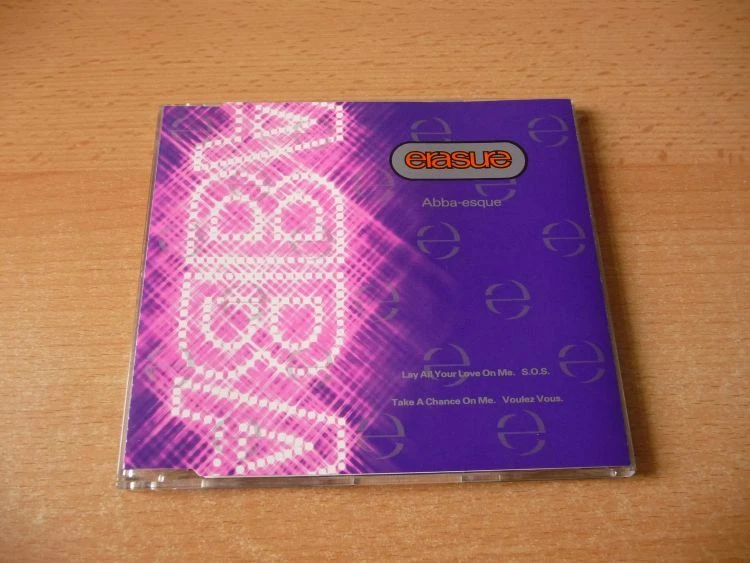 ABBA
erasure
Abba-esque
Lay All Your Love On Me. S.O.S.
Take A Chance On Me. Voulez Vous.